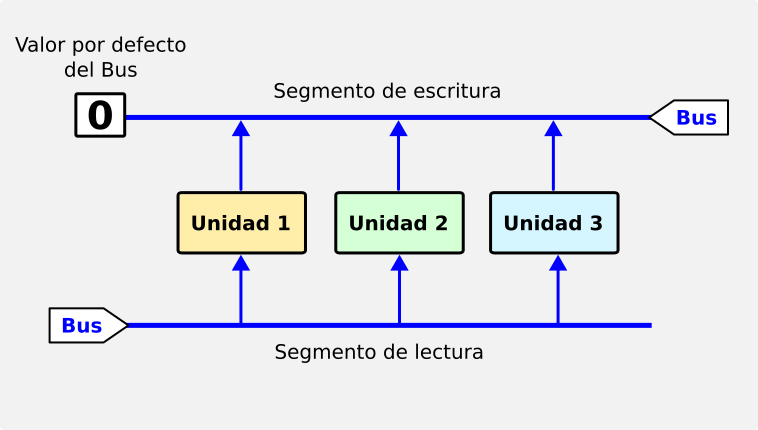 Valor por defecto
del Bus
0
Segmento de escritura
Bus
Unidad 1
Unidad 2
Unidad 3
Bus
Segmento de lectura